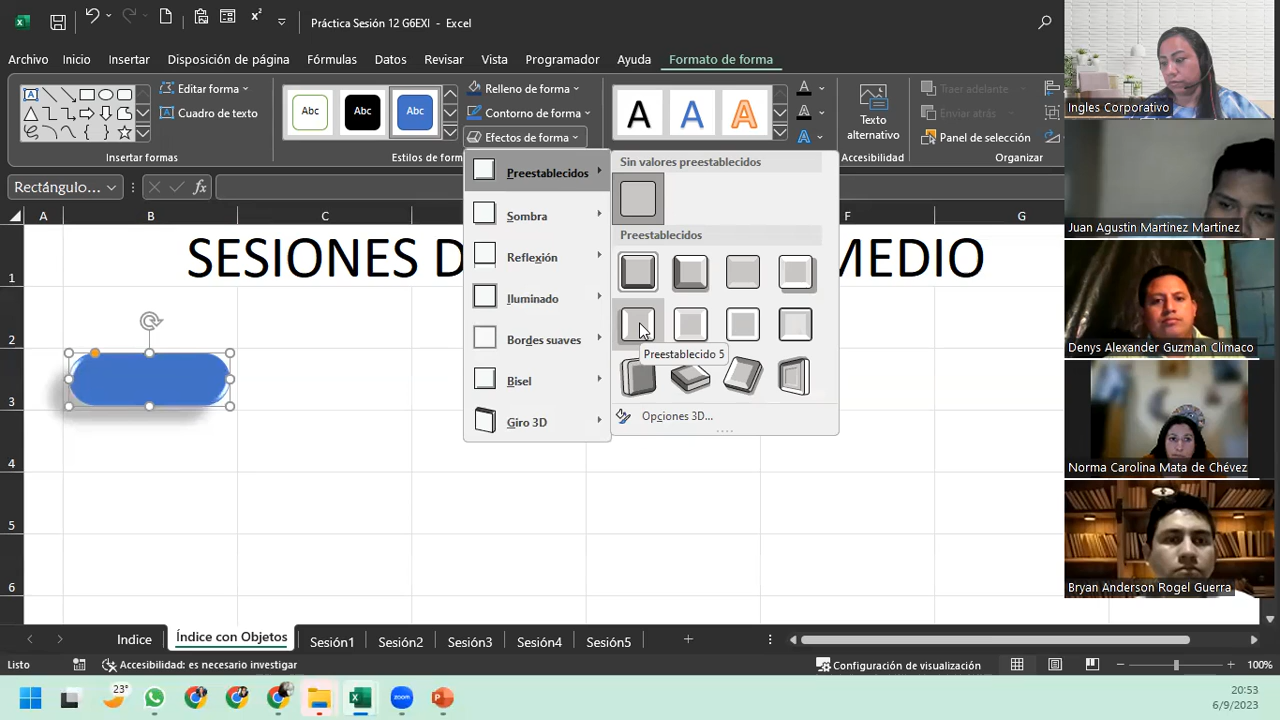 Práctica Sesión 12 G6EXI - Excel
Archivo Inicio Insertar Disposición de página Fórmulas Datos Programador Ayuda Formato de forma
Editar forma
Cuadro de texto
Insertar formas
Abc Abc Abc
Estilos de forma
Relleno de forma
Contorno de forma
Efectos de forma
A A A
Texto alternativo
Accesibilidad
Traer adelante
Enviar atrás
Panel de selección
Organizar
Rectángulo...
fx
A B C F G
SESIONES D MEDIO
1
2
3
4
5
6
Preestablecidos
Sombra
Reflexión
Iluminado
Bordes suaves
Bisel
Giro 3D
Sin valores preestablecidos
Preestablecidos
Preestablecido 5
Opciones 3D...
Ingles Corporativo
Juan Agustin Martinez Martinez
Denys Alexander Guzman Climaco
Norma Carolina Mata de Chévez
Bryan Anderson Rogel Guerra
Indice Índice con Objetos Sesión1 Sesión2 Sesión3 Sesión4 Sesión5
Listo
Accesibilidad: es necesario investigar
Configuración de visualización
100%
23°
zoom
20:53
6/9/2023